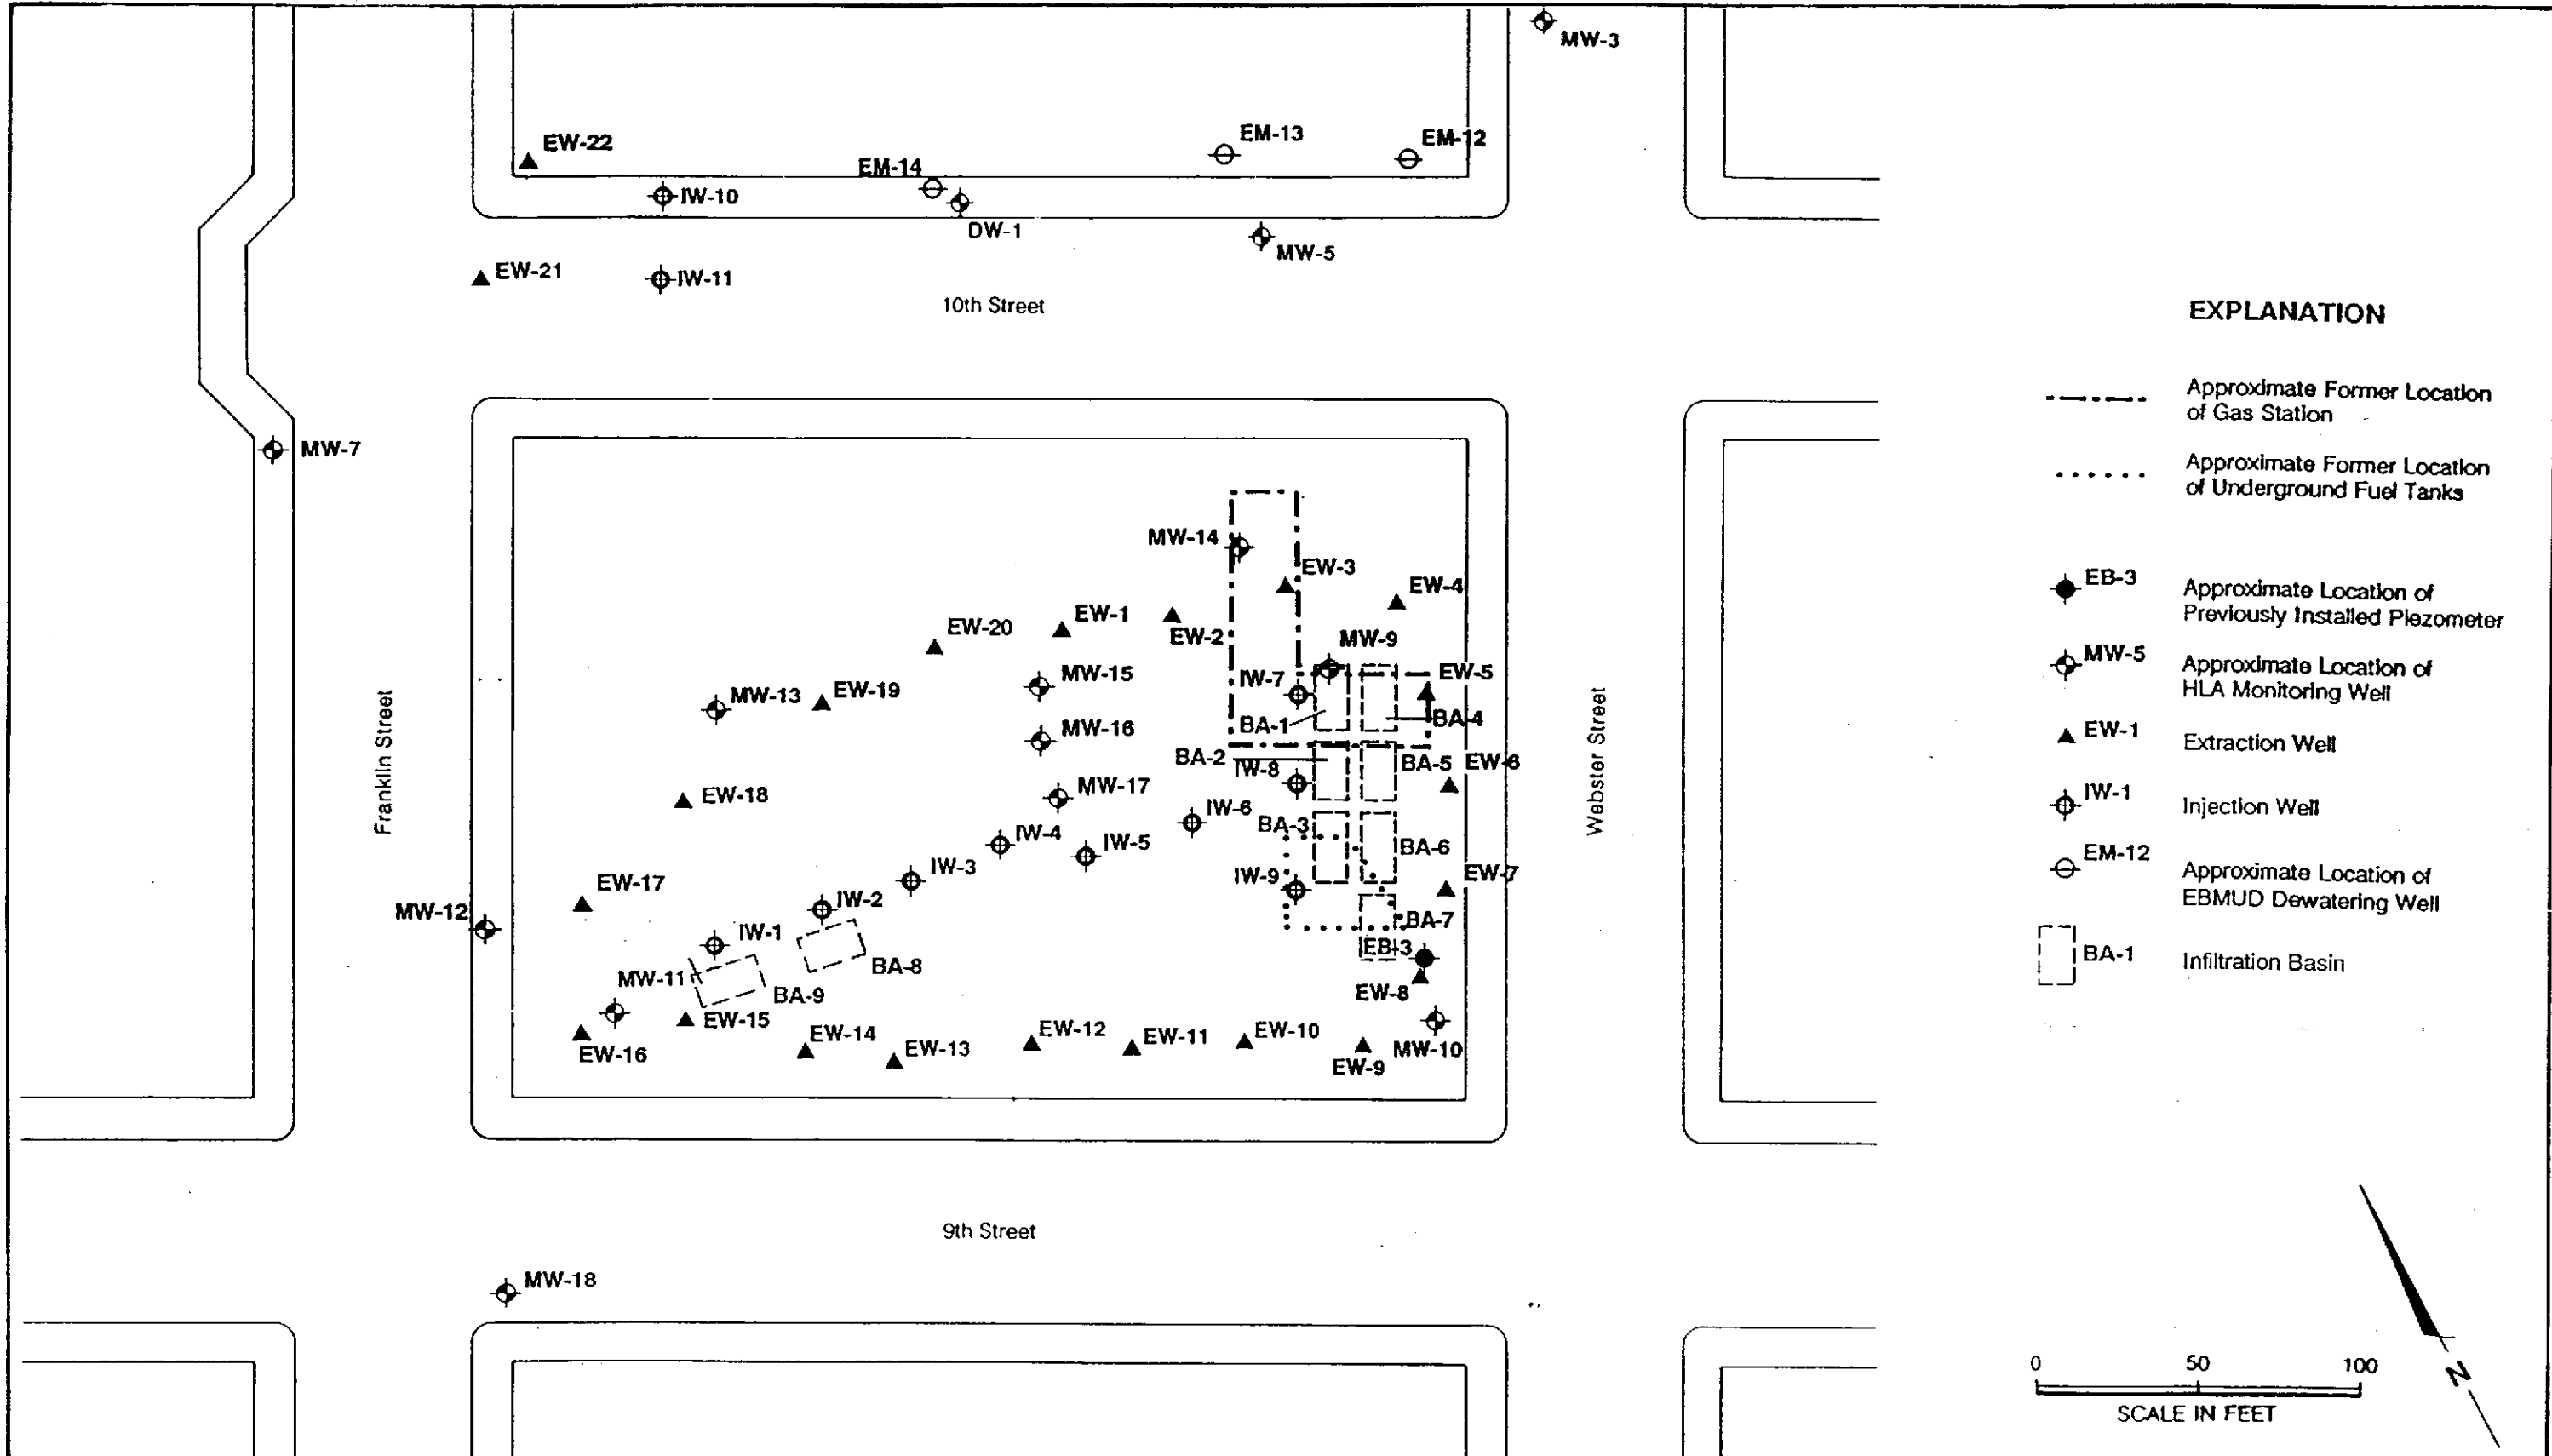 MW-3
EW-22
EM-13
EM-12
EM-14
IW-10
DW-1
MW-5
EW-21
IW-11
10th Street
MW-7
MW-14
EW-3
EW-4
EW-1
EW-20
EW-2
MW-9
MW-15
EW-5
IW-7
MW-13
EW-19
BA-1
BA-4
MW-16
BA-2
IW-8
BA-5
EW-6
EW-18
MW-17
IW-6
BA-3
IW-4
IW-5
BA-6
IW-3
IW-9
EW-7
EW-17
IW-2
MW-12
BA-7
IW-1
EB-3
BA-8
MW-11
BA-9
EW-8
EW-15
EW-16
EW-14
EW-13
EW-12
EW-11
EW-10
EW-9
MW-10
Franklin Street
Webster Street
9th Street
MW-18
EXPLANATION
Approximate Former Location
of Gas Station
Approximate Former Location
of Underground Fuel Tanks
EB-3
Approximate Location of
Previously Installed Piezometer
MW-5
Approximate Location of
HLA Monitoring Well
EW-1
Extraction Well
IW-1
Injection Well
EM-12
Approximate Location of
EBMUD Dewatering Well
BA-1
Infiltration Basin
0 50 100
SCALE IN FEET
N